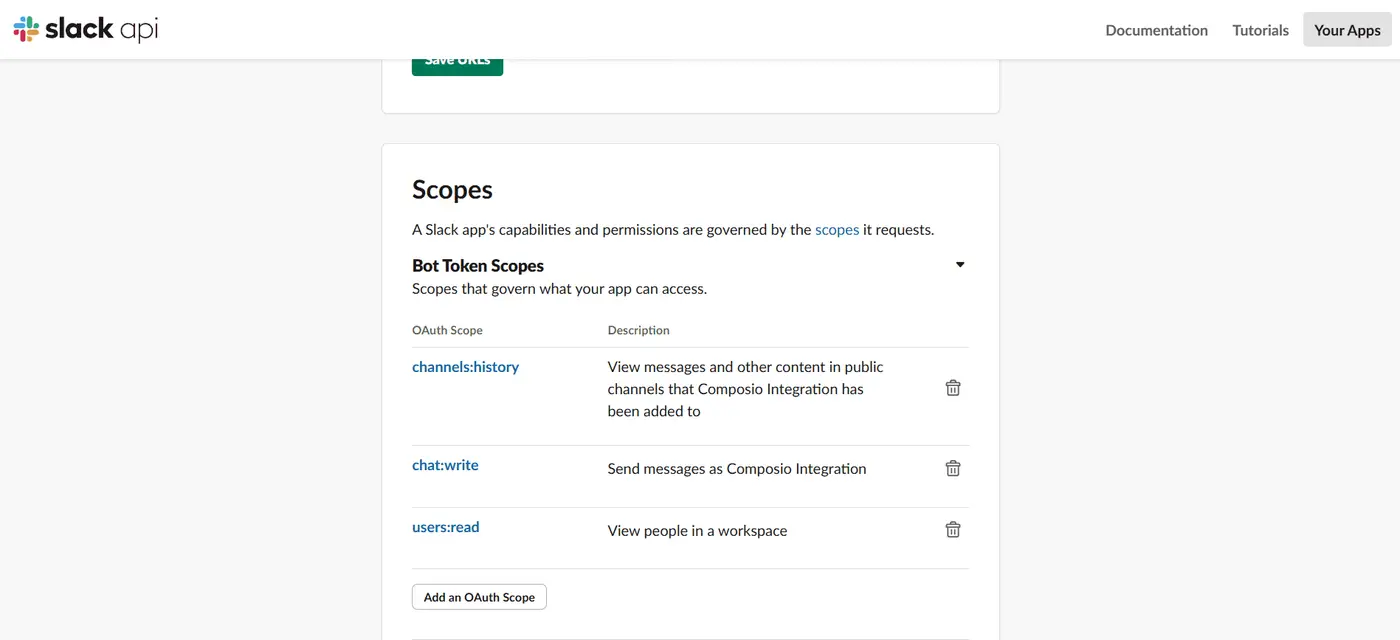 slack api
Documentation
Tutorials
Your Apps
Save URLs
Scopes
A Slack app's capabilities and permissions are governed by the scopes it requests.
Bot Token Scopes
Scopes that govern what your app can access.
OAuth Scope
Description
channels:history
View messages and other content in public
channels that Composio Integration has
been added to
chat:write
Send messages as Composio Integration
users:read
View people in a workspace
Add an OAuth Scope